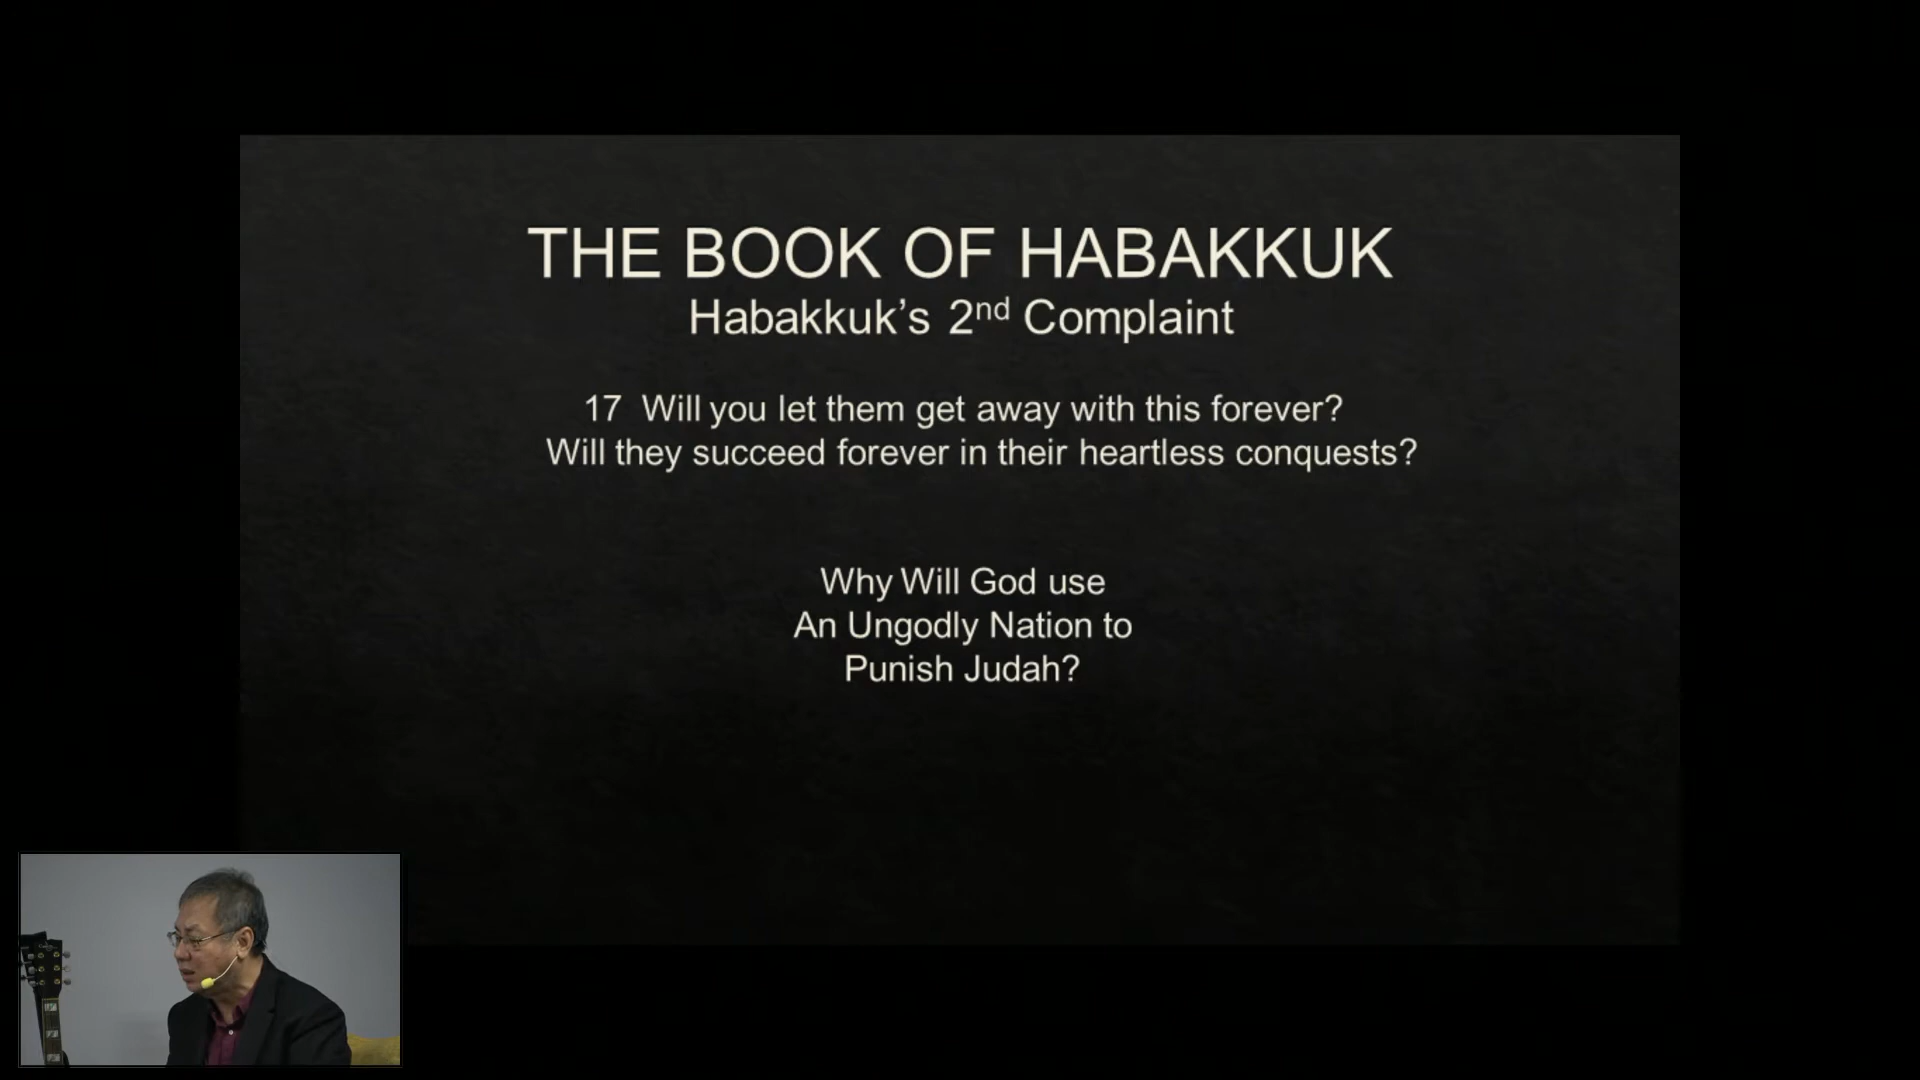 THE BOOK OF HABAKKUK
Habakkuk’s 2nd Complaint
17 Will you let them get away with this forever?
Will they succeed forever in their heartless conquests?
Why Will God use
An Ungodly Nation to
Punish Judah?